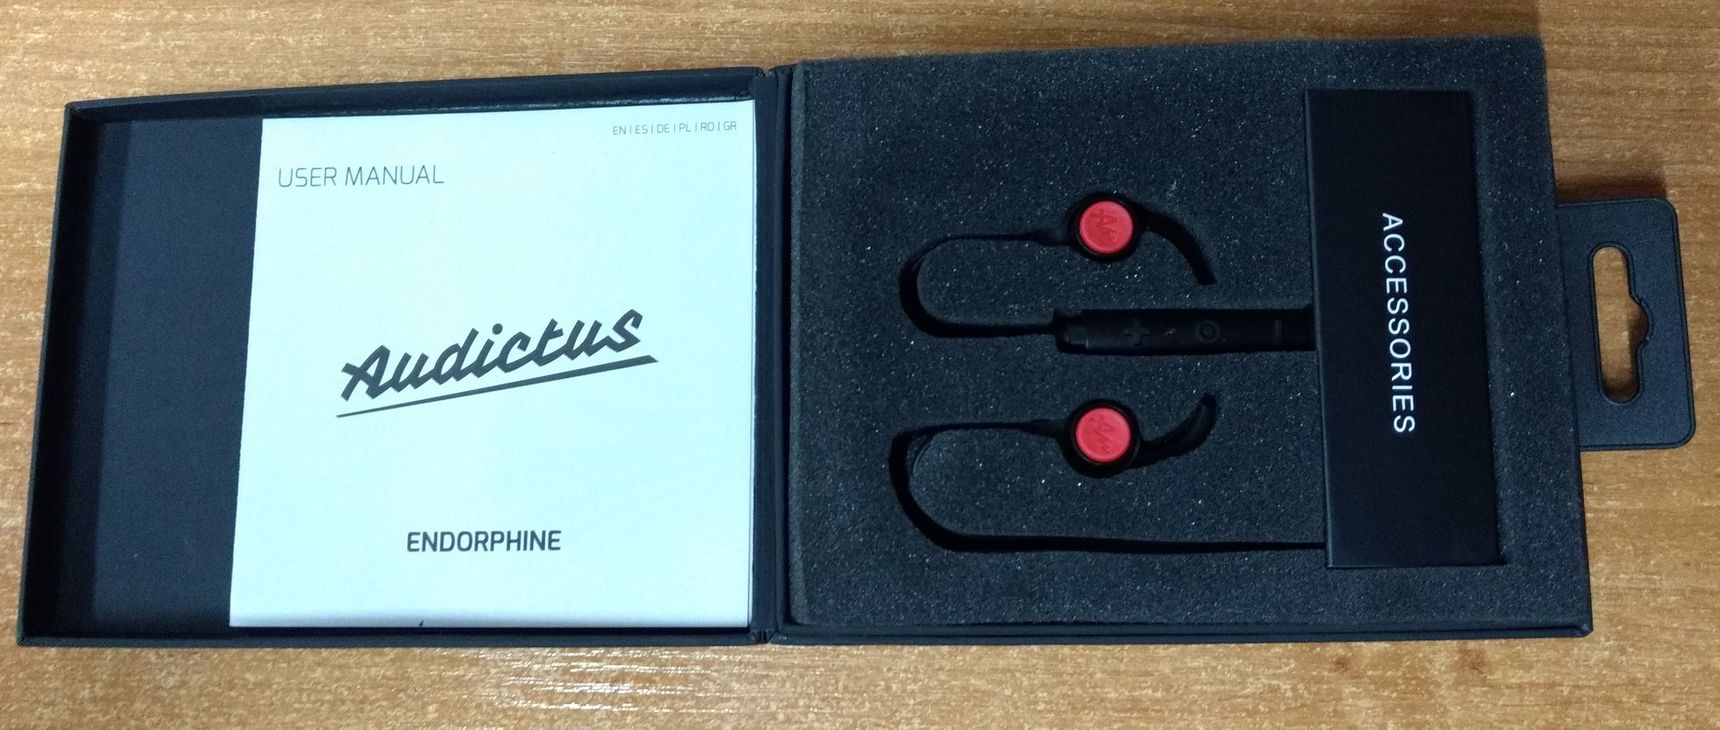 EN | ES | DE | PL | RO | GR
USER MANUAL
Audictus
ENDORPHINE
ACCESSORIES